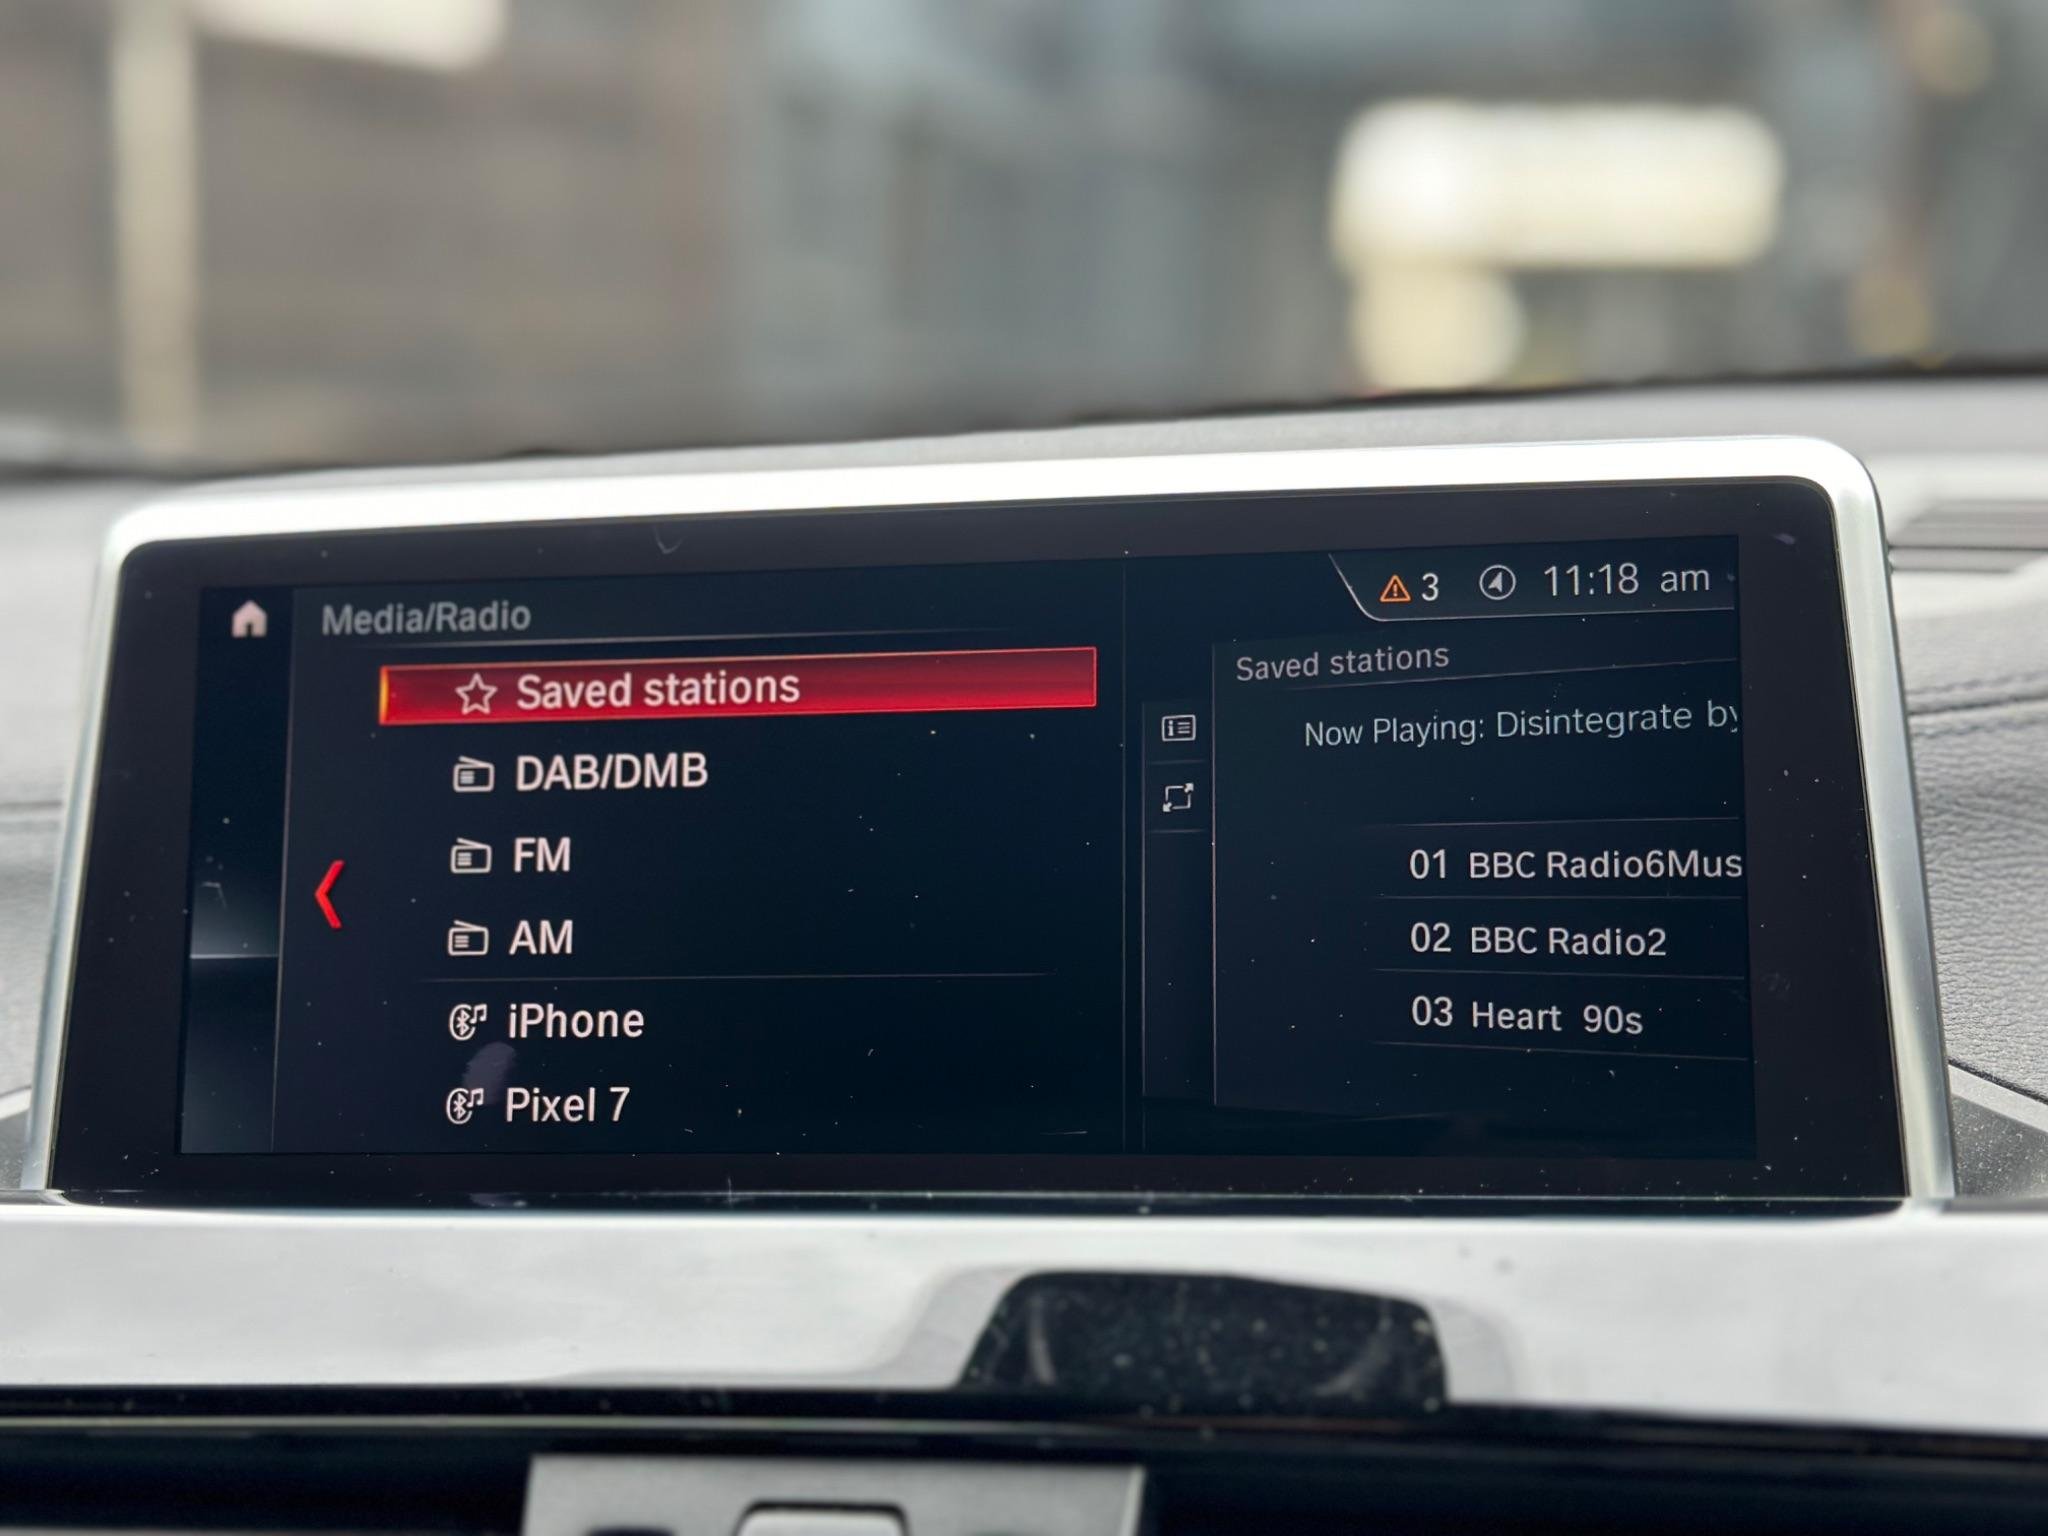 Media/Radio
3 11:18 am
Saved stations
DAB/DMB
FM
AM
iPhone
Pixel 7
Saved stations
Now Playing: Disintegrate by
01 BBC Radio6Mus
02 BBC Radio2
03 Heart 90s